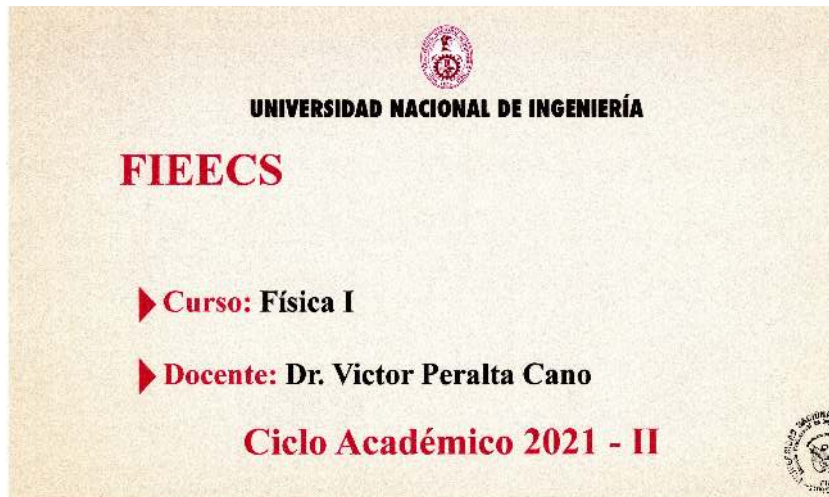 UNIVERSIDAD NACIONAL DE INGENIERÍA
FIEECS
Curso: Física I
Docente: Dr. Victor Peralta Cano
Ciclo Académico 2021 - II